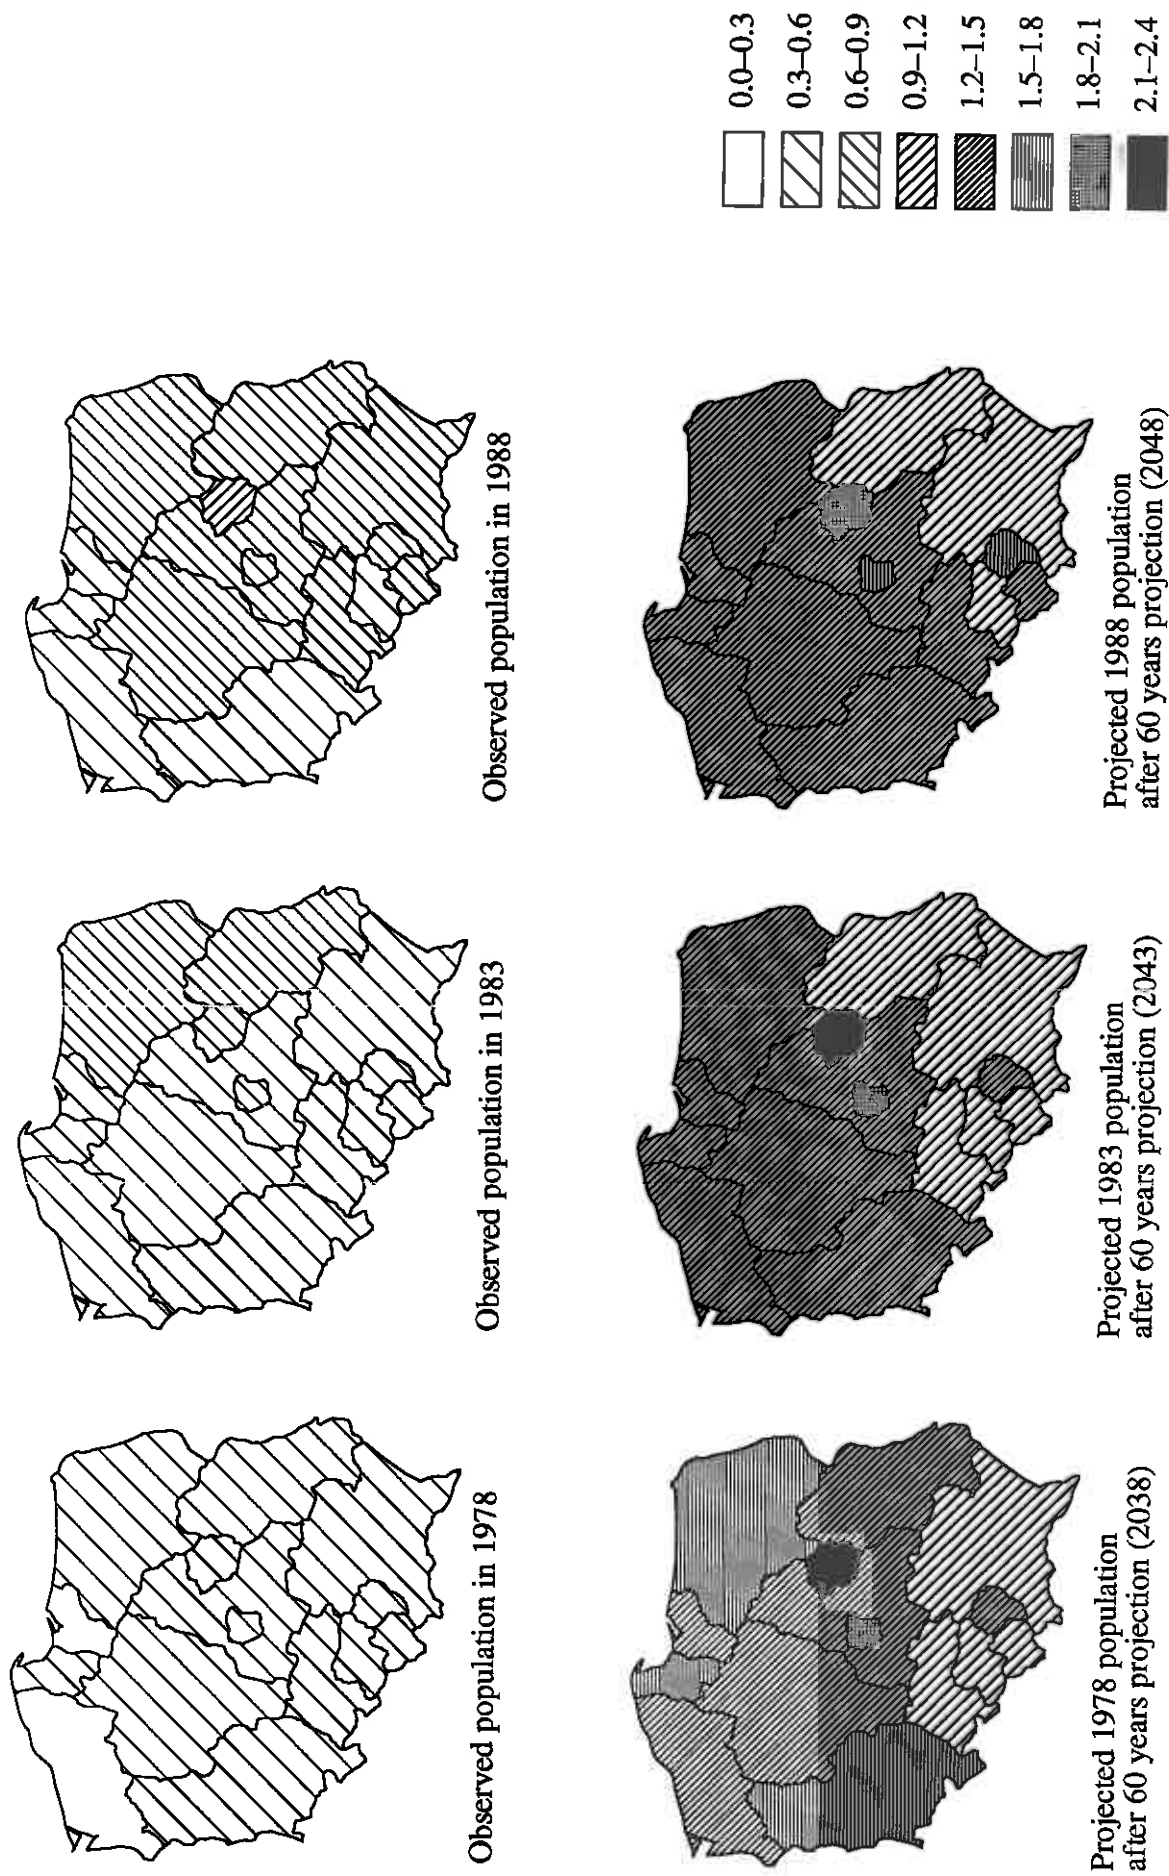 Observed population in 1978
Observed population in 1983
Observed population in 1988
Projected 1978 population
after 60 years projection (2038)
Projected 1983 population
after 60 years projection (2043)
Projected 1988 population
after 60 years projection (2048)
0.0–0.3
0.3–0.6
0.6–0.9
0.9–1.2
1.2–1.5
1.5–1.8
1.8–2.1
2.1–2.4